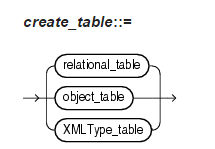 create_table::=
relational_table
object_table
XMLType_table